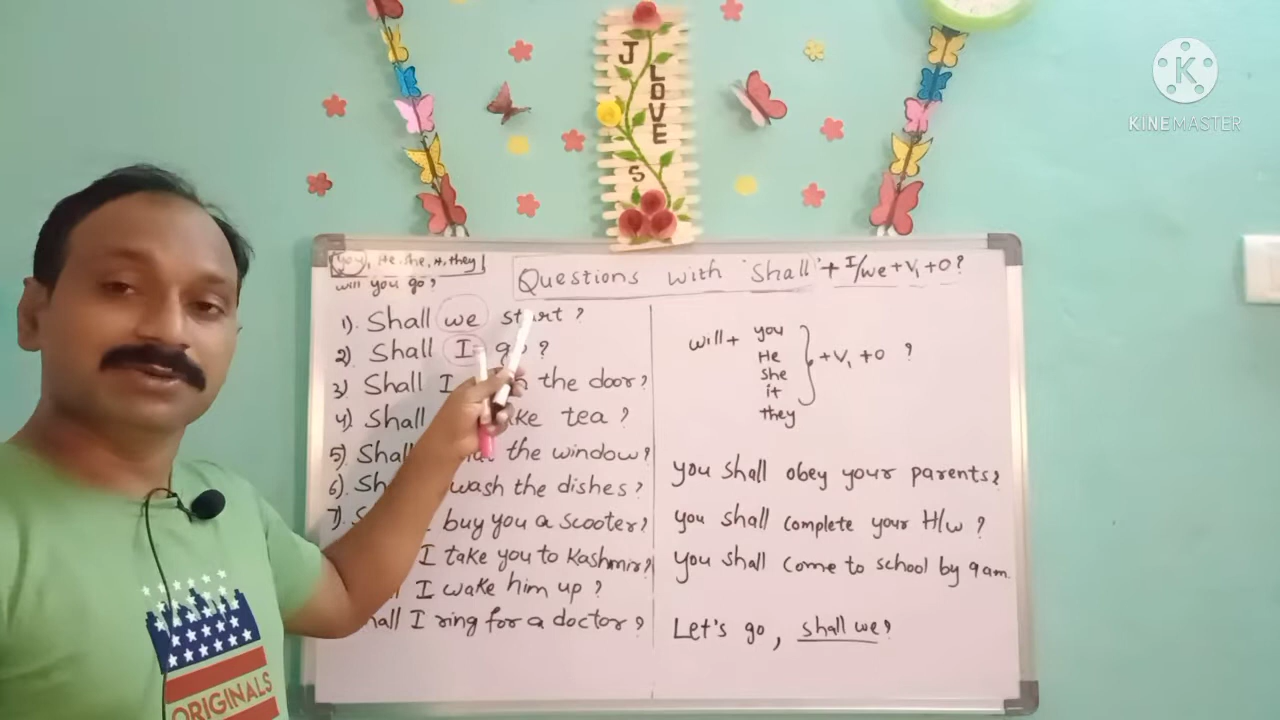 J LOVE S
KINEMASTER
you, He, she, it, they
will you go?
Questions with 'Shall' + I/we + V1 + O?
1). Shall we start?
2) Shall I go?
3) Shall I the door?
4) Shall tea?
5) Shall the window?
6). wash the dishes?
7). I buy you a scooter?
I take you to Kashmir?
I wake him up?
Shall I ring for a doctor?
will + you
He
she
it
they
+ V1 + O ?
you shall obey your parents?
you shall complete your H/w ?
you shall come to school by 9am.
Let's go, shall we?
ORIGINALS